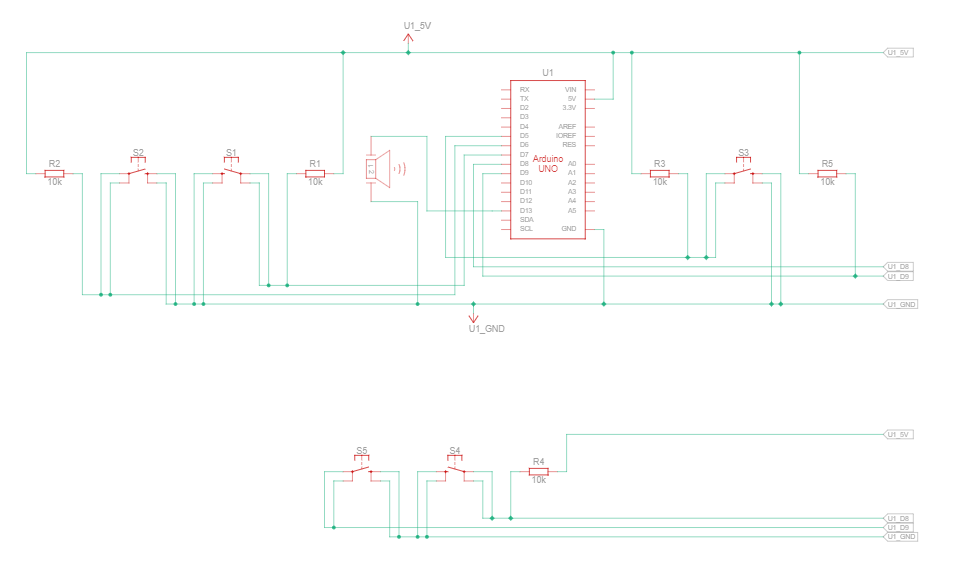 U1_5V
U1_5V
U1
RX
VIN
TX
5V
D2
3.3V
D3
D4
AREF
D5
IOREF
D6
RES
D7
Arduino
UNO
D8
A0
D9
A1
D10
A2
D11
A3
D12
A4
D13
A5
SDA
SCL
GND
R2
10k
S2
S1
R1
10k
R3
10k
S3
R5
10k
U1_D8
U1_D9
U1_GND
U1_GND
U1_5V
S5
S4
R4
10k
U1_D8
U1_D9
U1_GND